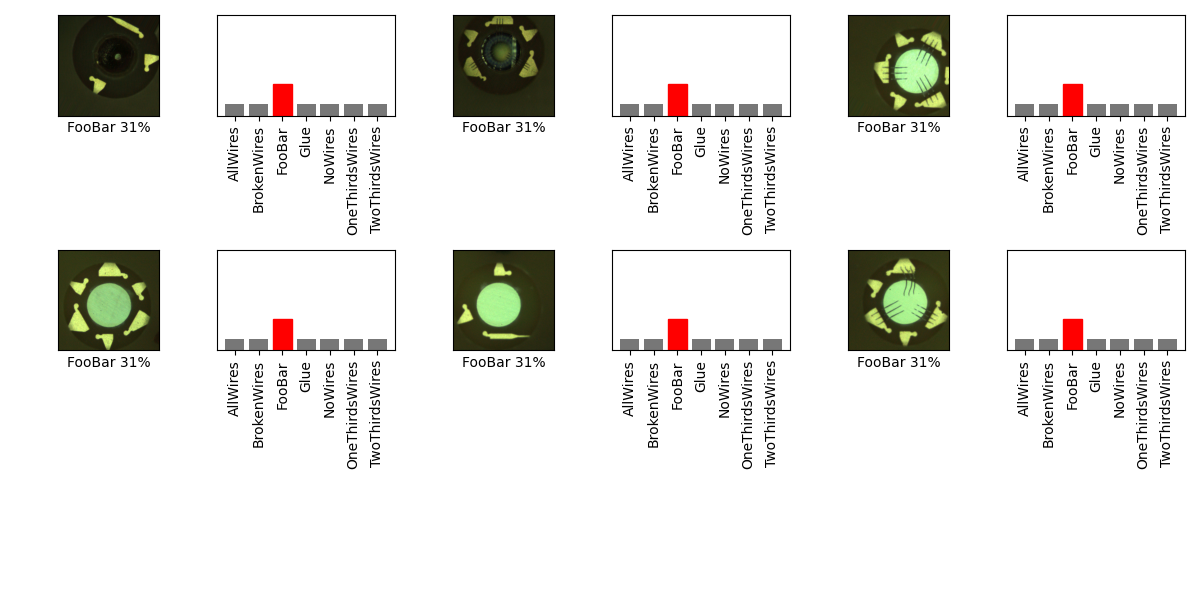 FooBar 31%
AllWires
BrokenWires
FooBar
Glue
NoWires
OneThirdsWires
TwoThirdsWires
FooBar 31%
AllWires
BrokenWires
FooBar
Glue
NoWires
OneThirdsWires
TwoThirdsWires
FooBar 31%
AllWires
BrokenWires
FooBar
Glue
NoWires
OneThirdsWires
TwoThirdsWires
FooBar 31%
AllWires
BrokenWires
FooBar
Glue
NoWires
OneThirdsWires
TwoThirdsWires
FooBar 31%
AllWires
BrokenWires
FooBar
Glue
NoWires
OneThirdsWires
TwoThirdsWires
FooBar 31%
AllWires
BrokenWires
FooBar
Glue
NoWires
OneThirdsWires
TwoThirdsWires